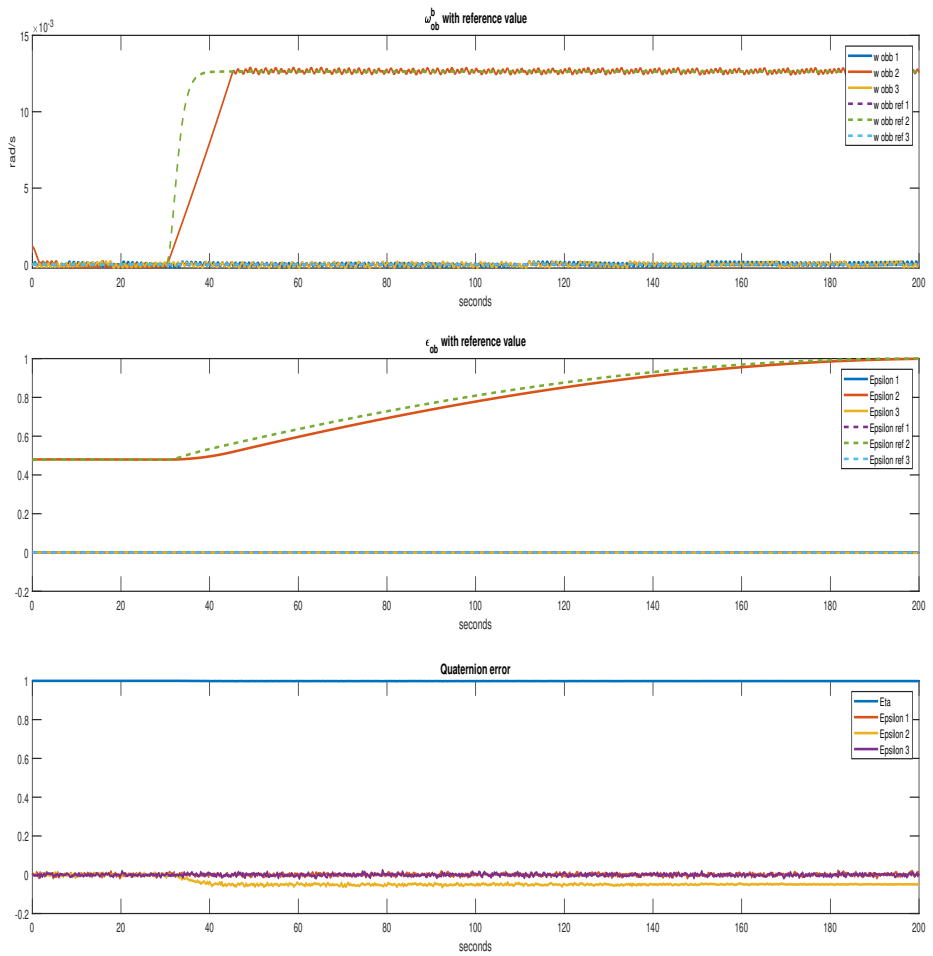 ω^b_ob with reference value
×10^-3
15
10
5
0
rad/s
0 20 40 60 80 100 120 140 160 180 200
seconds
w obb 1
w obb 2
w obb 3
w obb ref 1
w obb ref 2
w obb ref 3
ϵ_ob with reference value
1
0.8
0.6
0.4
0.2
0
-0.2
0 20 40 60 80 100 120 140 160 180 200
seconds
Epsilon 1
Epsilon 2
Epsilon 3
Epsilon ref 1
Epsilon ref 2
Epsilon ref 3
Quaternion error
1
0.8
0.6
0.4
0.2
0
-0.2
0 20 40 60 80 100 120 140 160 180 200
seconds
Eta
Epsilon 1
Epsilon 2
Epsilon 3